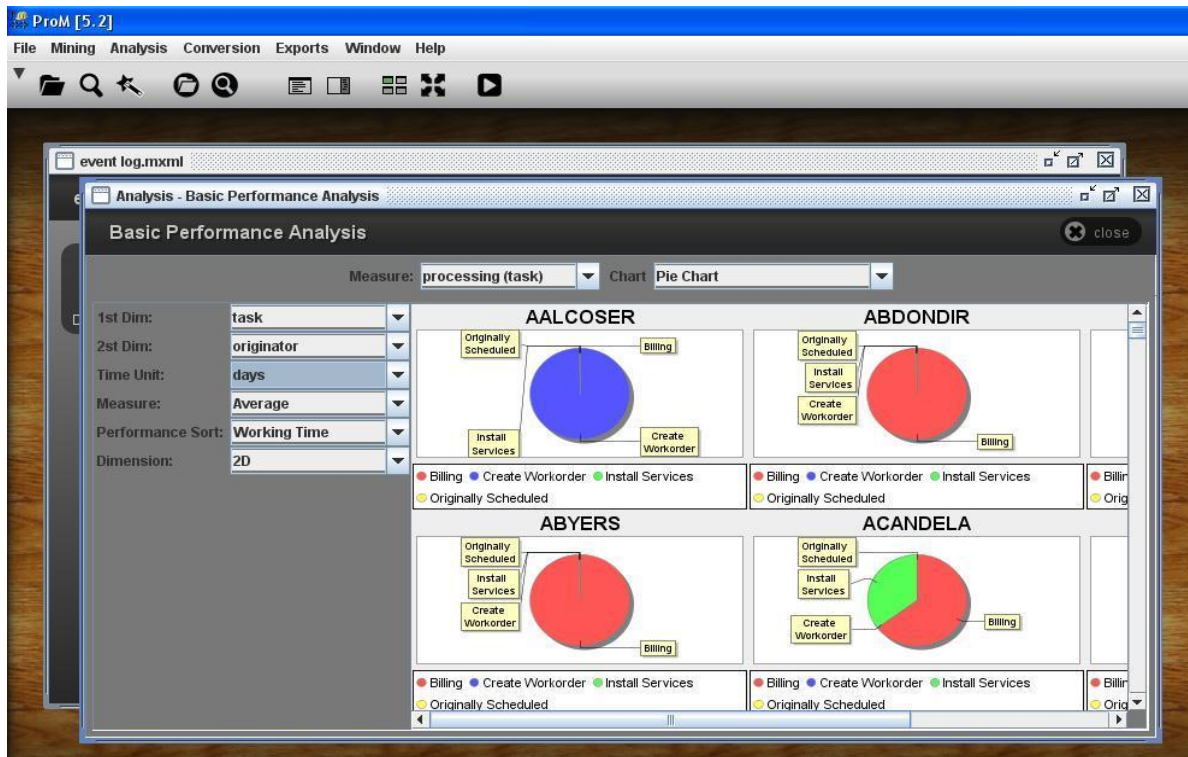 ProM [5.2]
File Mining Analysis Conversion Exports Window Help
event log.mxml
Analysis - Basic Performance Analysis
Basic Performance Analysis
close
Measure: processing (task) Chart Pie Chart
1st Dim: task
2st Dim: originator
Time Unit: days
Measure: Average
Performance Sort: Working Time
Dimension: 2D
AALCOSER
Originally
Scheduled
Billing
Install
Services
Create
Workorder
Billing Create Workorder Install Services
Originally Scheduled
ABDONDIR
Originally
Scheduled
Install
Services
Create
Workorder
Billing
Billing Create Workorder Install Services
Originally Scheduled
Billin
Orig
ABYERS
Originally
Scheduled
Install
Services
Create
Workorder
Billing
Billing Create Workorder Install Services
Originally Scheduled
ACANDELA
Originally
Scheduled
Install
Services
Create
Workorder
Billing
Billing Create Workorder Install Services
Originally Scheduled
Billin
Orig